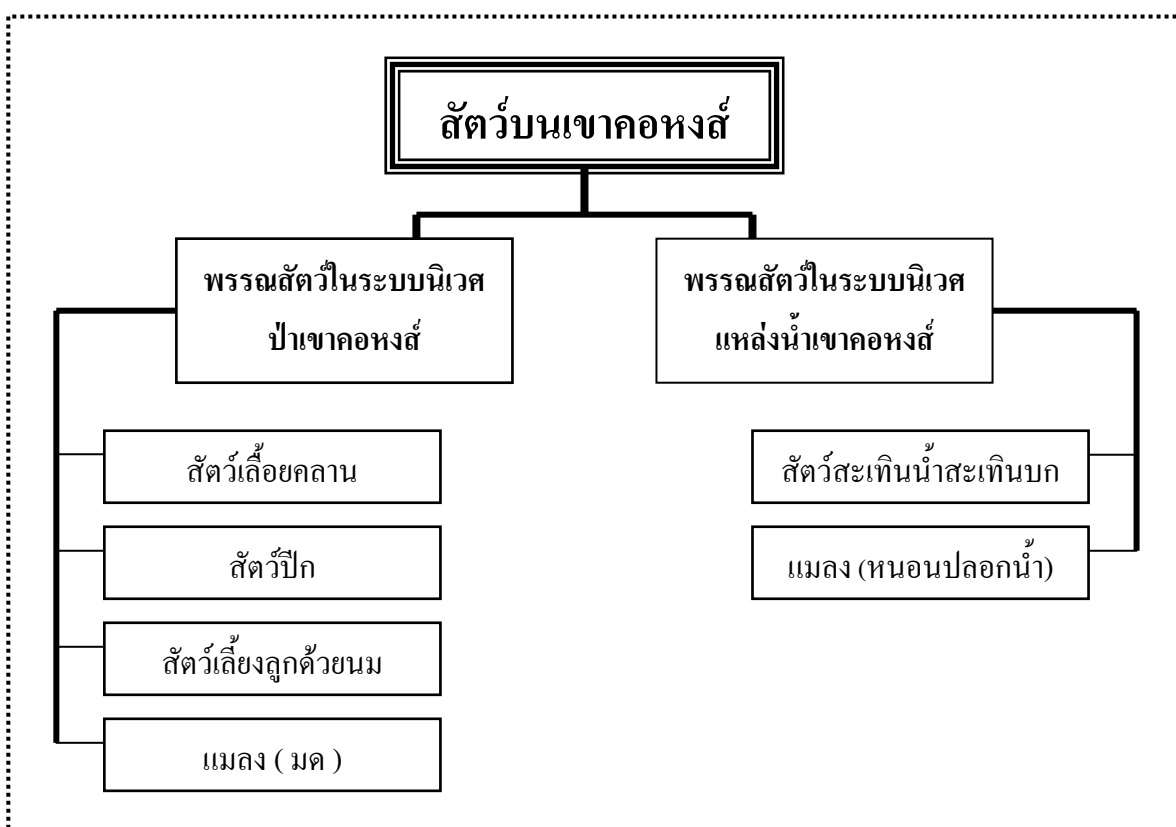 สัตว์บนเขาคอหงส์
พรรณสัตว์ในระบบนิเวศ
ป่าเขาคอหงส์
พรรณสัตว์ในระบบนิเวศ
แหล่งน้ำเขาคอหงส์
สัตว์เลื้อยคลาน
สัตว์ปีก
สัตว์เลี้ยงลูกด้วยนม
แมลง ( มด )
สัตว์สะเทินน้ำสะเทินบก
แมลง (หนอนปลอกน้ำ)